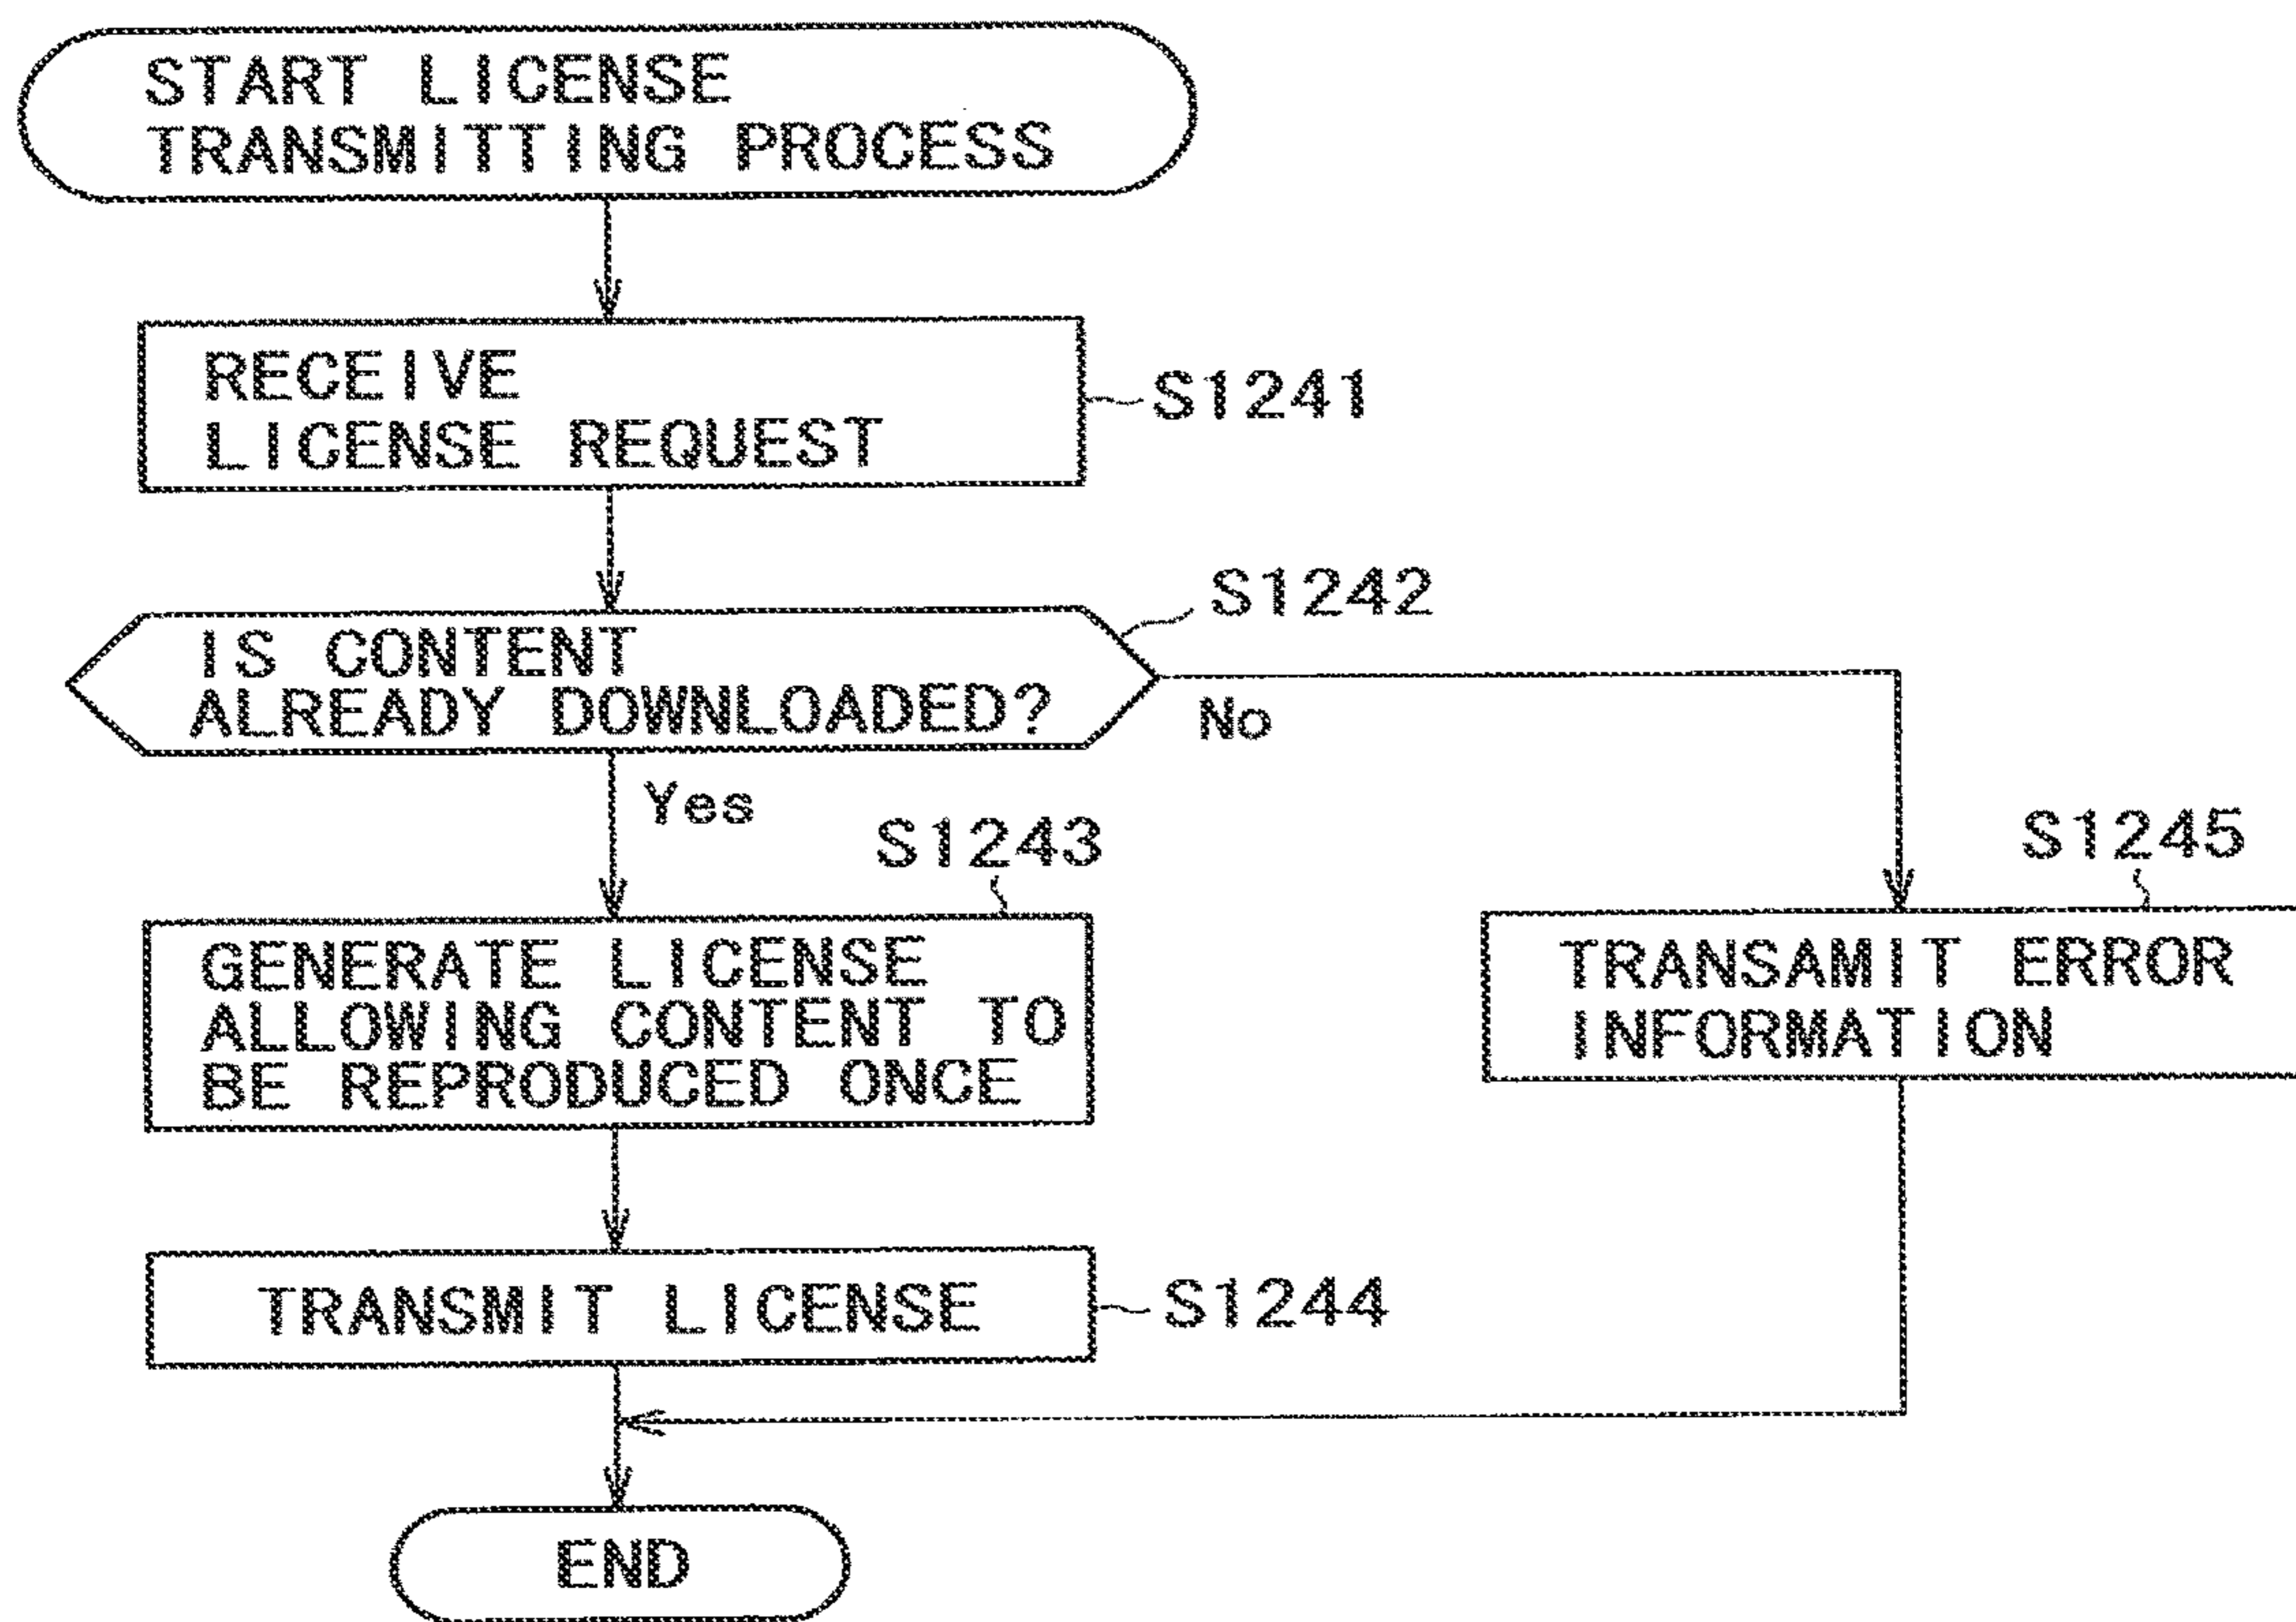 START LICENSE
TRANSMITTING PROCESS
RECEIVE
LICENSE REQUEST
S1241
S1242
IS CONTENT
ALREADY DOWNLOADED?
No
Yes
S1243
S1245
GENERATE LICENSE
ALLOWING CONTENT TO
BE REPRODUCED ONCE
TRANSAMIT ERROR
INFORMATION
TRANSMIT LICENSE
S1244
END